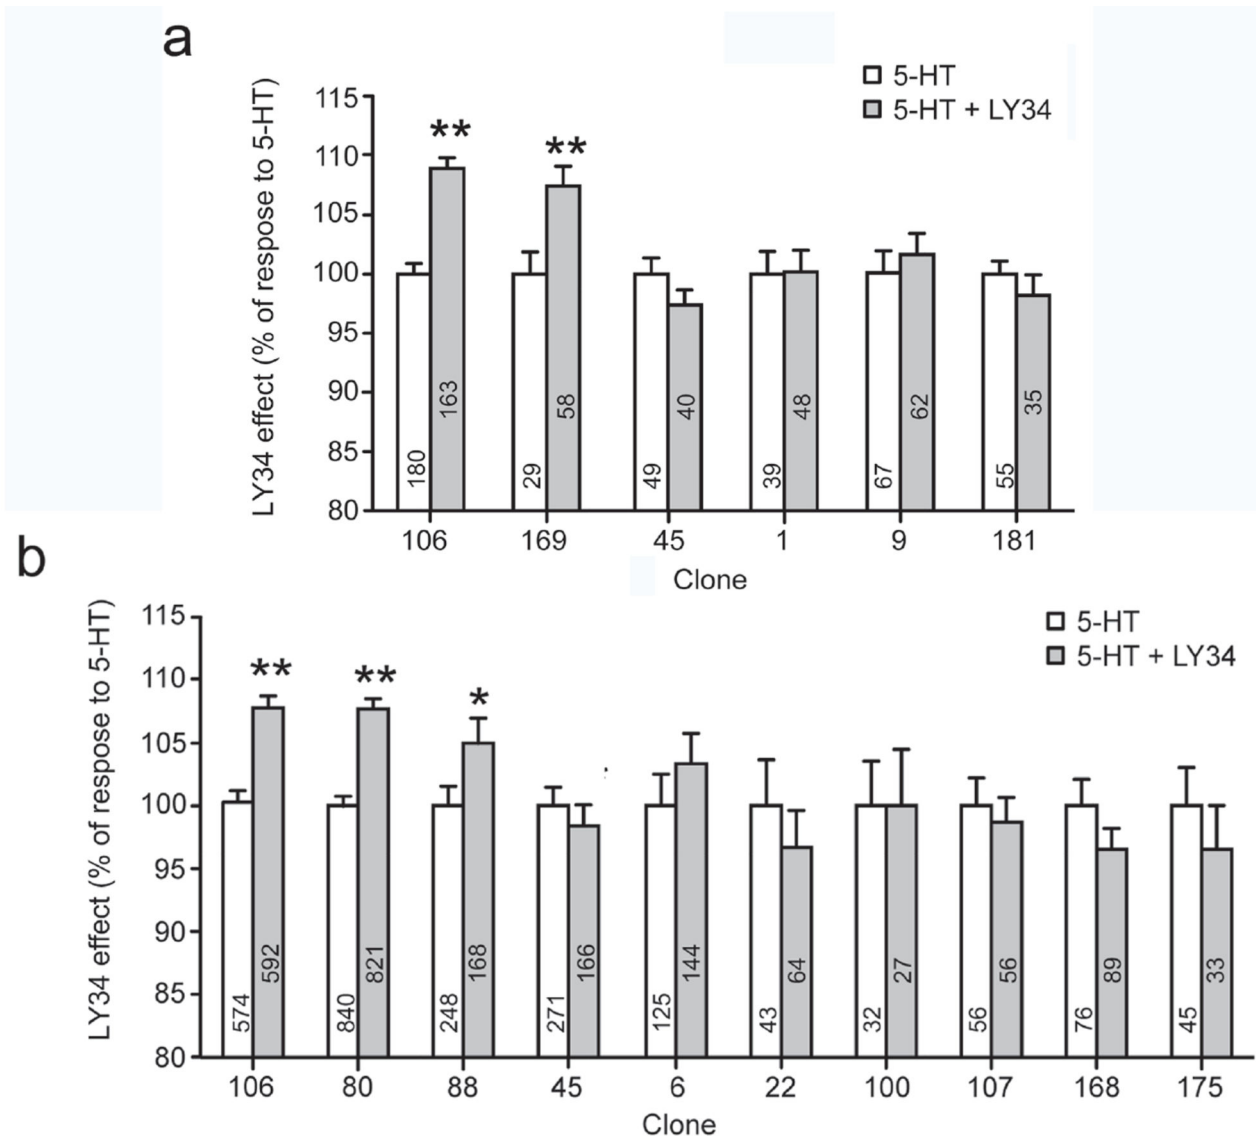 a
5-HT
5-HT + LY34
LY34 effect (% of respose to 5-HT)
115
110
105
100
95
90
85
80
** **
180 163 29 58 49 40 39 48 67 62 55 35
106 169 45 1 9 181
Clone
b
5-HT
5-HT + LY34
LY34 effect (% of respose to 5-HT)
115
110
105
100
95
90
85
80
** ** *
574 592 840 821 248 168 271 166 125 144 43 64 32 27 56 56 76 89 45 33
106 80 88 45 6 22 100 107 168 175
Clone